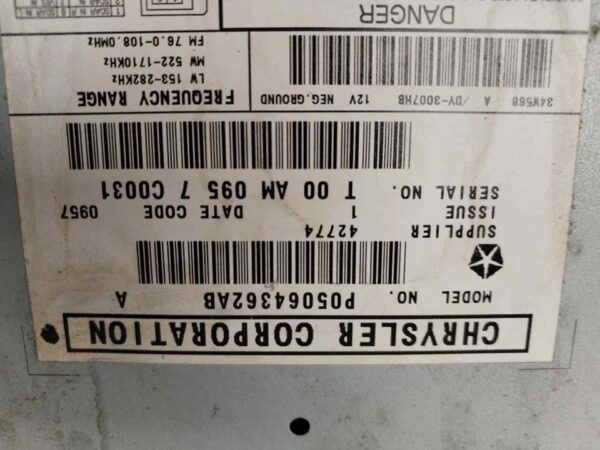 CHRYSLER CORPORATION
MODEL NO. P05064362AB A
SUPPLIER 42774
ISSUE 1 DATE CODE 0957
SERIAL NO. T 00 AM 095 7 C0031
34W568 A /DY-3007HB 12V NEG.GROUND
FREQUENCY RANGE
LW 153-282KHz
MW 522-1710KHz
FM 76.0-108.0MHz
DANGER